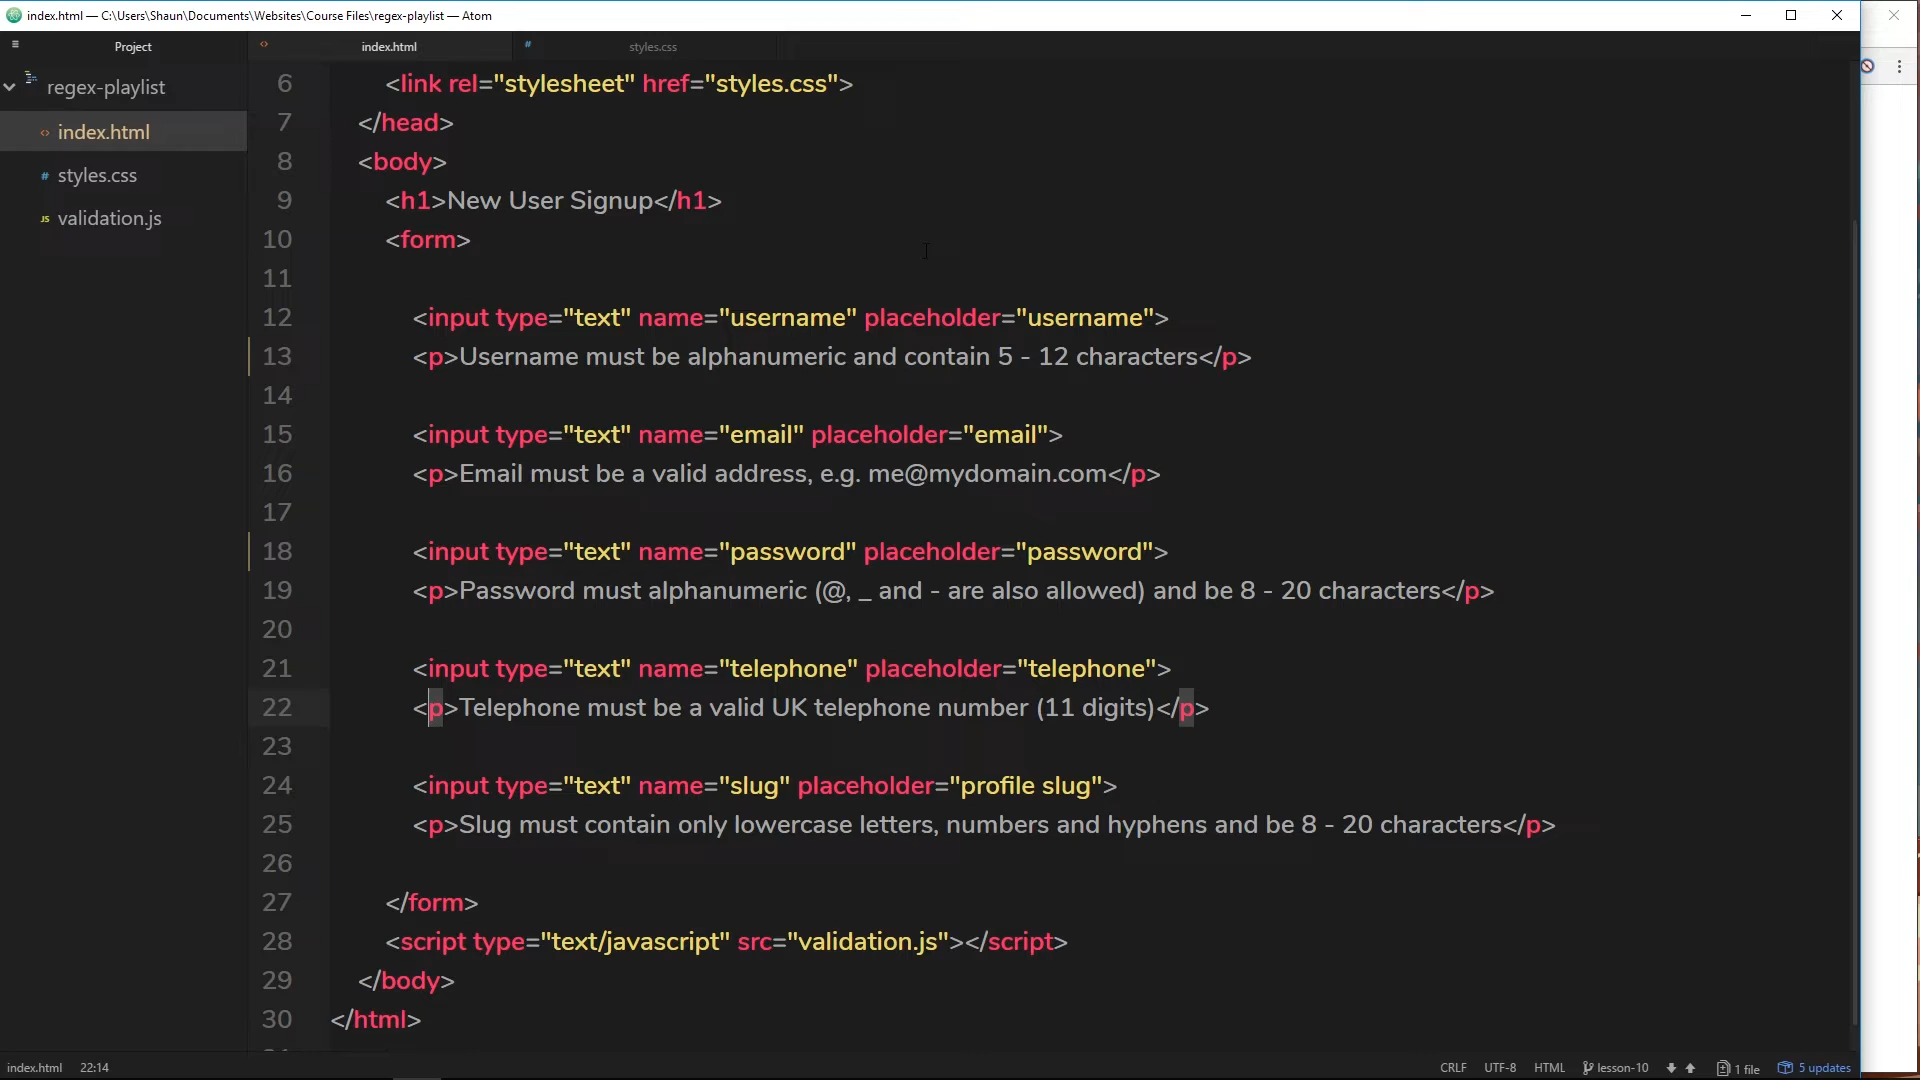 index.html — C:\Users\Shaun\Documents\Websites\Course Files\regex-playlist — Atom
Project
index.html
styles.css
regex-playlist
index.html
styles.css
JS validation.js
6 <link rel="stylesheet" href="styles.css">
7 </head>
8 <body>
9 <h1>New User Signup</h1>
10 <form>
11
12 <input type="text" name="username" placeholder="username">
13 <p>Username must be alphanumeric and contain 5 - 12 characters</p>
14
15 <input type="text" name="email" placeholder="email">
16 <p>Email must be a valid address, e.g. me@mydomain.com</p>
17
18 <input type="text" name="password" placeholder="password">
19 <p>Password must alphanumeric (@, _ and - are also allowed) and be 8 - 20 characters</p>
20
21 <input type="text" name="telephone" placeholder="telephone">
22 <p>Telephone must be a valid UK telephone number (11 digits)</p>
23
24 <input type="text" name="slug" placeholder="profile slug">
25 <p>Slug must contain only lowercase letters, numbers and hyphens and be 8 - 20 characters</p>
26
27 </form>
28 <script type="text/javascript" src="validation.js"></script>
29 </body>
30 </html>
index.html 22:14 CRLF UTF-8 HTML lesson-10 1 file 5 updates